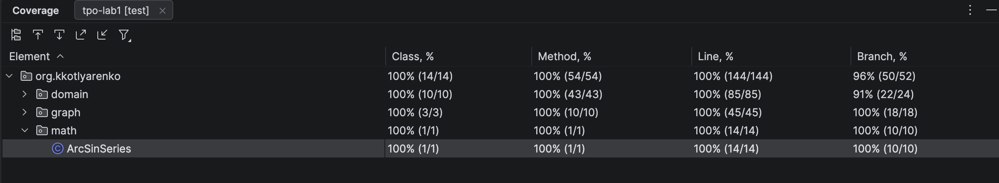 Coverage tpo-lab1 [test]
Element Class, % Method, % Line, % Branch, %
org.kkotlyarenko 100% (14/14) 100% (54/54) 100% (144/144) 96% (50/52)
domain 100% (10/10) 100% (43/43) 100% (85/85) 91% (22/24)
graph 100% (3/3) 100% (10/10) 100% (45/45) 100% (18/18)
math 100% (1/1) 100% (1/1) 100% (14/14) 100% (10/10)
C ArcSinSeries 100% (1/1) 100% (1/1) 100% (14/14) 100% (10/10)